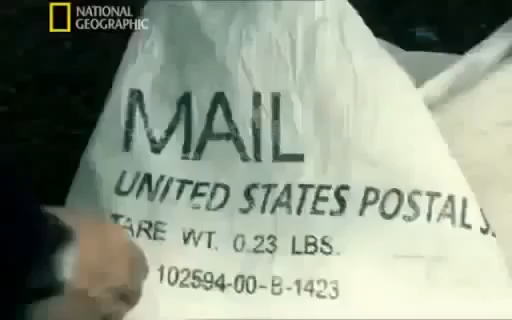 NATIONAL
GEOGRAPHIC
MAIL
UNITED STATES POSTAL S
TARE WT. 0.23 LBS.
102594-00-B-1423